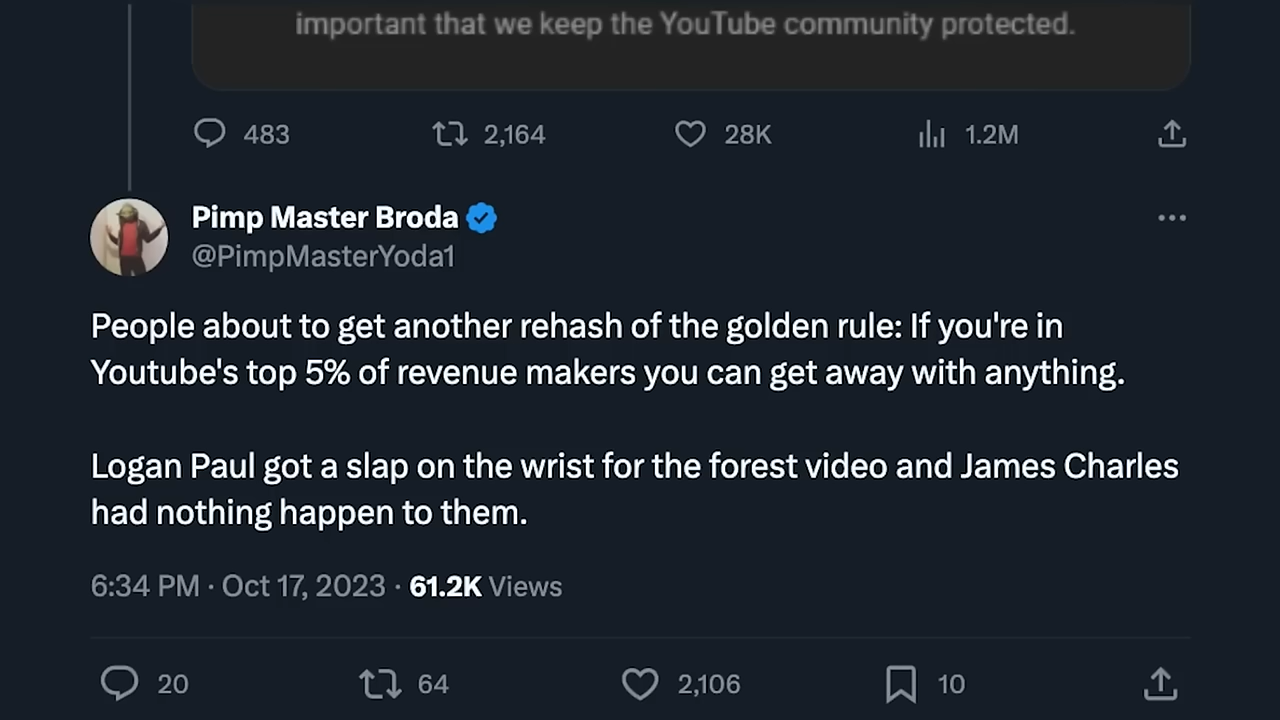 important that we keep the YouTube community protected.
483 2,164 28K 1.2M
Pimp Master Broda
@PimpMasterYoda1
People about to get another rehash of the golden rule: If you're in
Youtube's top 5% of revenue makers you can get away with anything.
Logan Paul got a slap on the wrist for the forest video and James Charles
had nothing happen to them.
6:34 PM · Oct 17, 2023 · 61.2K Views
20 64 2,106 10